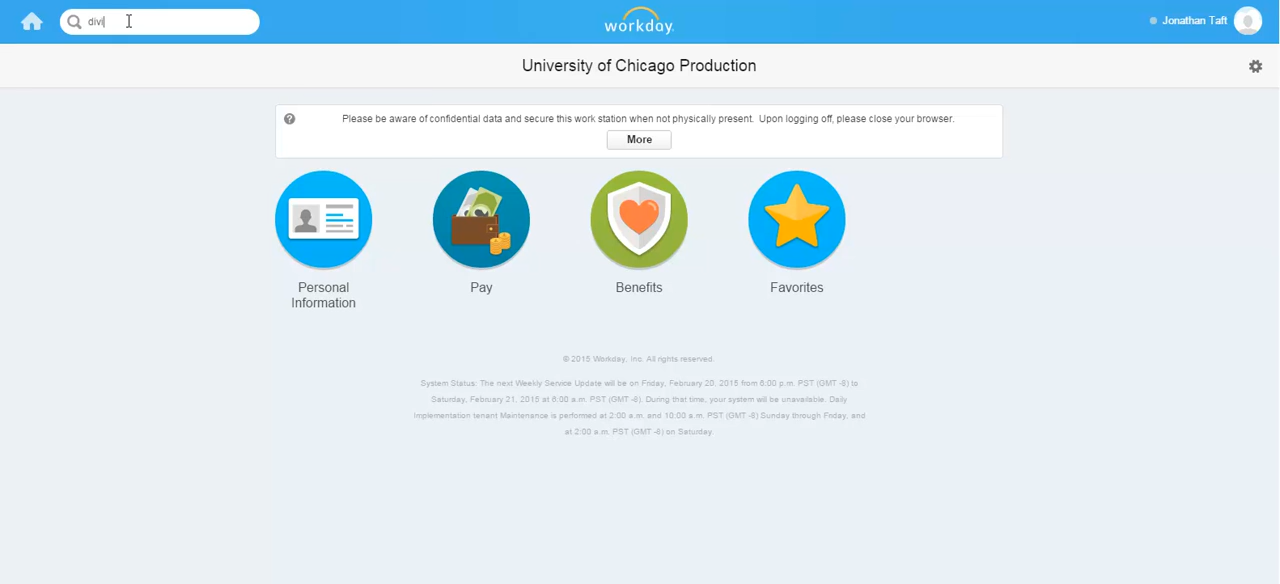 divi
workday.
Jonathan Taft
University of Chicago Production
Please be aware of confidential data and secure this work station when not physically present.  Upon logging off, please close your browser.
More
Personal
Information
Pay
Benefits
Favorites
© 2015 Workday, Inc. All rights reserved.
System Status: The next Weekly Service Update will be on Friday, February 20, 2015 from 6:00 p.m. PST (GMT -8) to
Saturday, February 21, 2015 at 6:00 a.m. PST (GMT -8). During that time, your system will be unavailable. Daily
Implementation tenant Maintenance is performed at 2:00 a.m. and 10:00 a.m. PST (GMT -8) Sunday through Friday, and
at 2:00 a.m. PST (GMT -8) on Saturday.